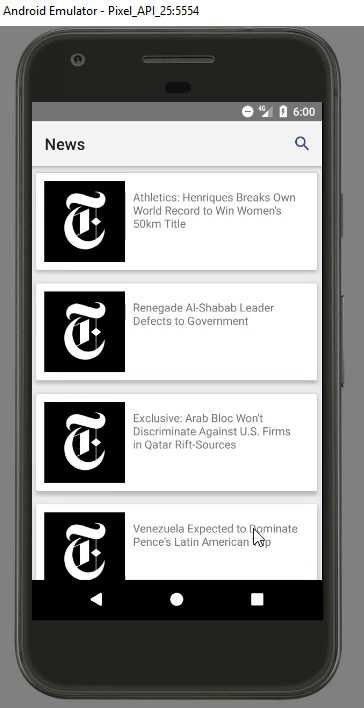 Android Emulator - Pixel_API_25:5554
4G 6:00
News
Athletics: Henriques Breaks Own
World Record to Win Women's
50km Title
Renegade Al-Shabab Leader
Defects to Government
Exclusive: Arab Bloc Won't
Discriminate Against U.S. Firms
in Qatar Rift-Sources
Venezuela Expected to Dominate
Pence's Latin American